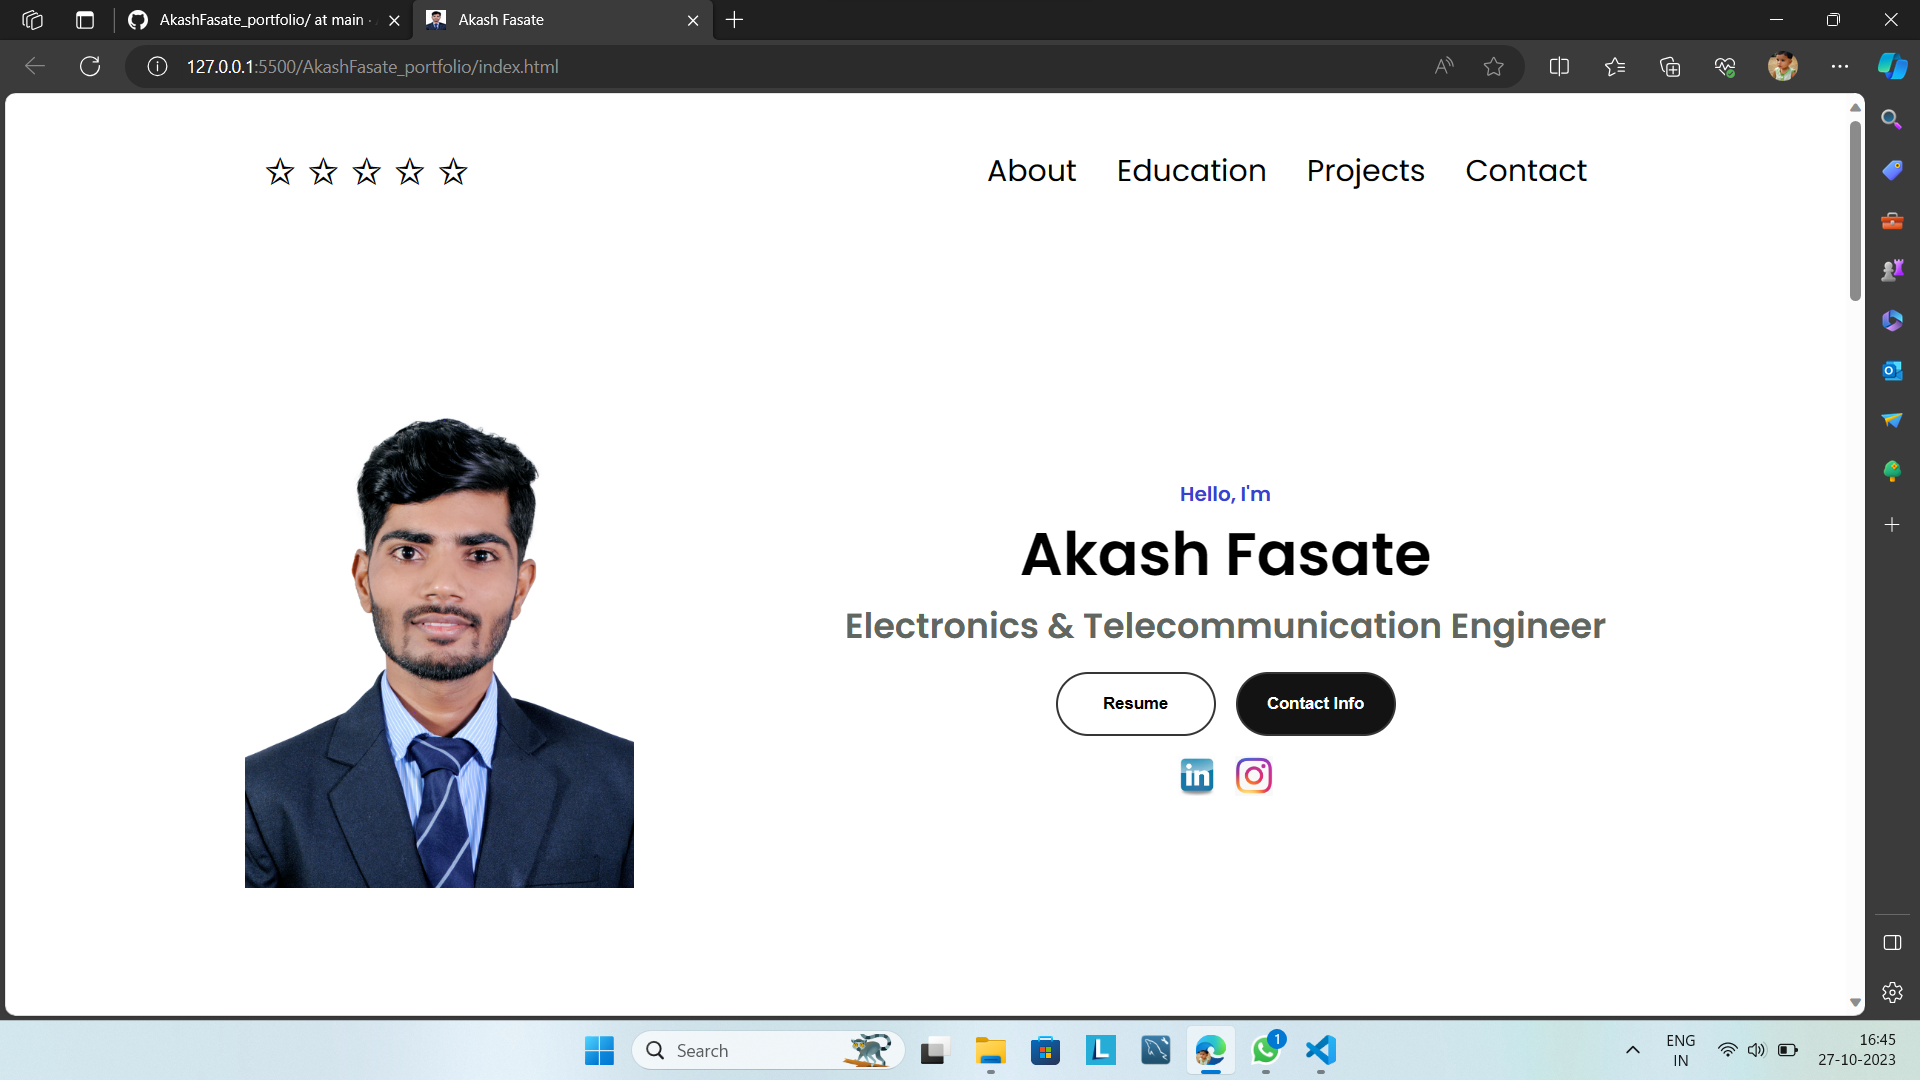 AkashFasate_portfolio/ at main ·
Akash Fasate
127.0.0.1:5500/AkashFasate_portfolio/index.html
☆ ☆ ☆ ☆ ☆
About Education Projects Contact
Hello, I'm
Akash Fasate
Electronics & Telecommunication Engineer
Resume
Contact Info
in
Search
L
1
ENG
IN
16:45
27-10-2023